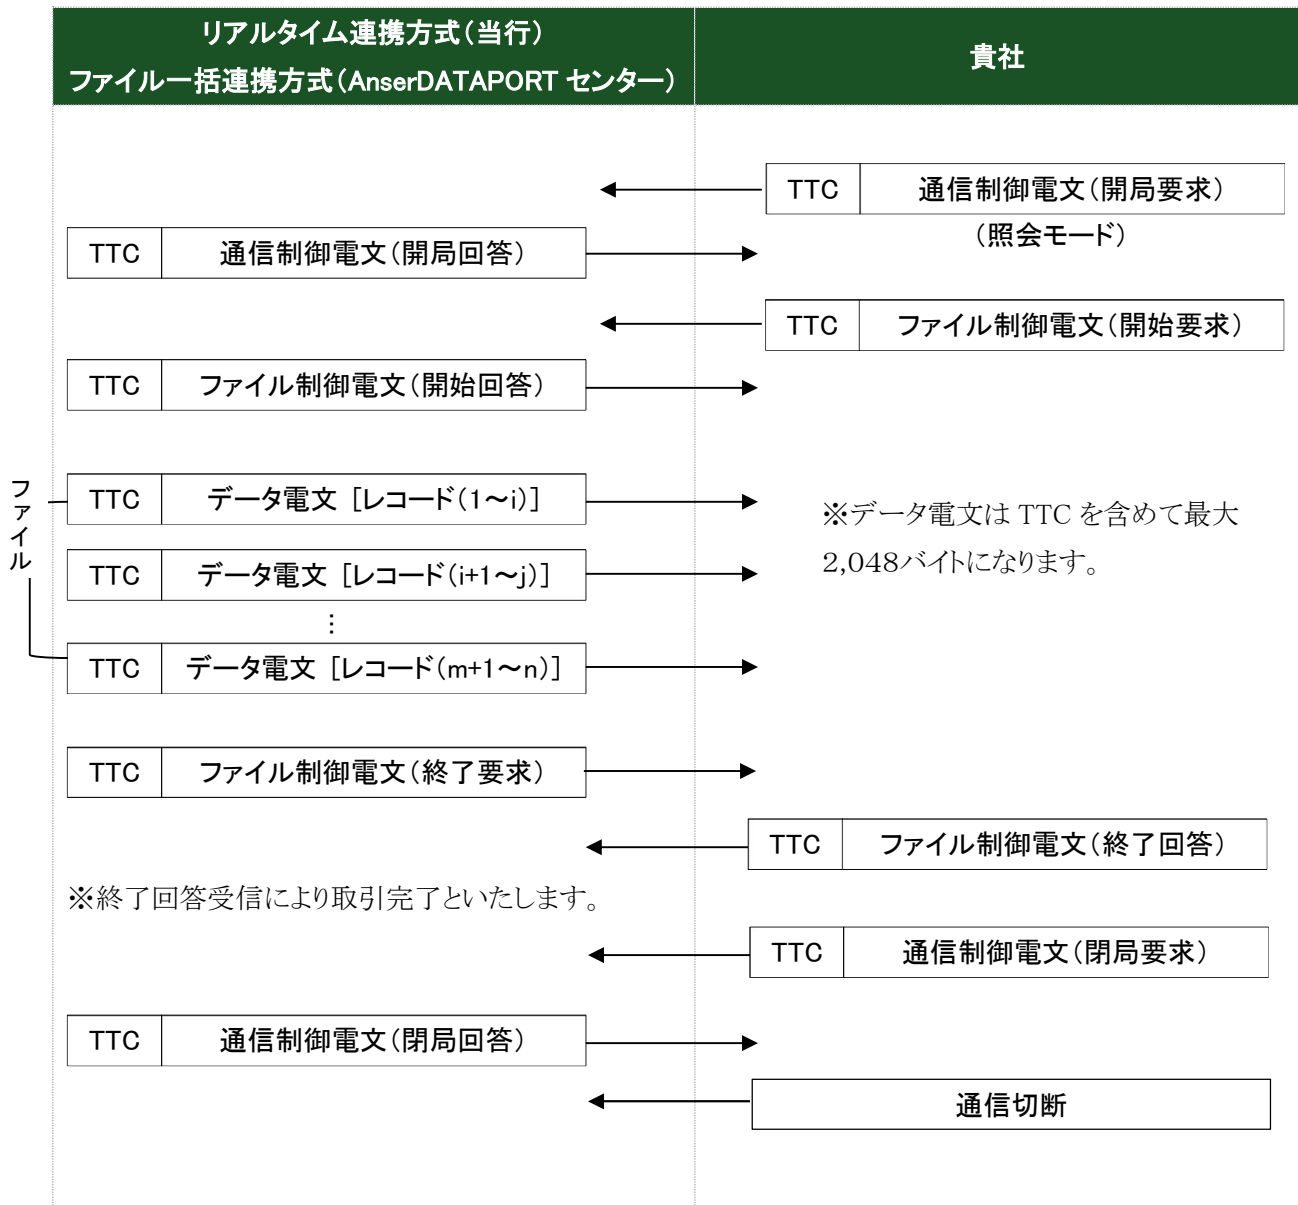 リアルタイム連携方式（当行）
ファイル一括連携方式（AnserDATAPORT センター）
貴社
TTC 通信制御電文（開局要求）
（照会モード）
TTC 通信制御電文（開局回答）
TTC ファイル制御電文（開始要求）
TTC ファイル制御電文（開始回答）
ファイル
TTC データ電文 [レコード（1～i）]
※データ電文は TTC を含めて最大
2,048バイトになります。
TTC データ電文 [レコード（i+1～j）]
⋮
TTC データ電文 [レコード（m+1～n）]
TTC ファイル制御電文（終了要求）
TTC ファイル制御電文（終了回答）
※終了回答受信により取引完了といたします。
TTC 通信制御電文（閉局要求）
TTC 通信制御電文（閉局回答）
通信切断